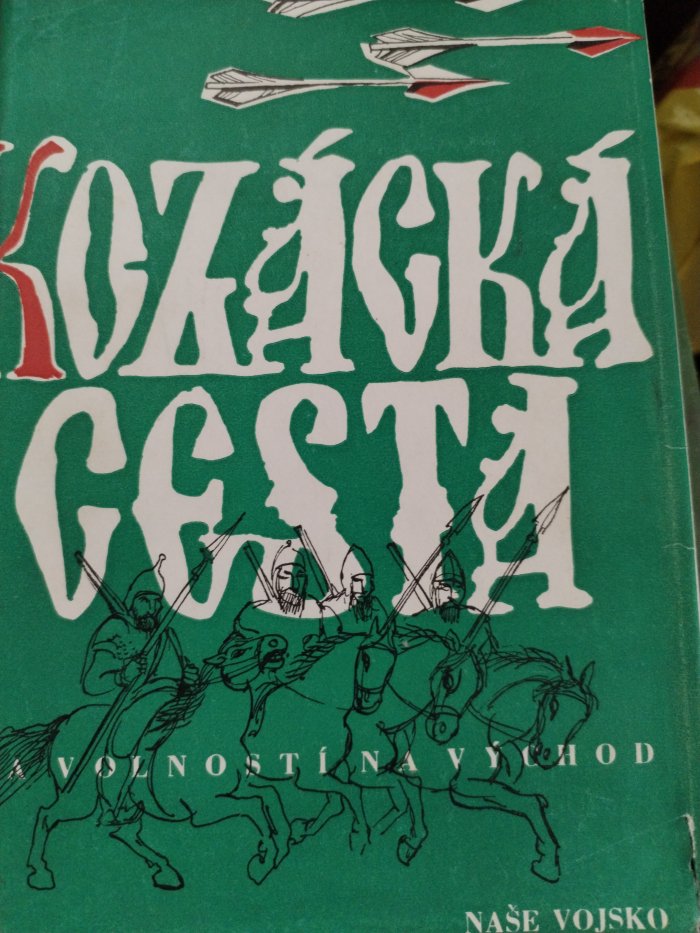 KOZÁCKÁ
CESTA
A VOLNOSTÍ NA VÝCHOD
NAŠE VOJSKO